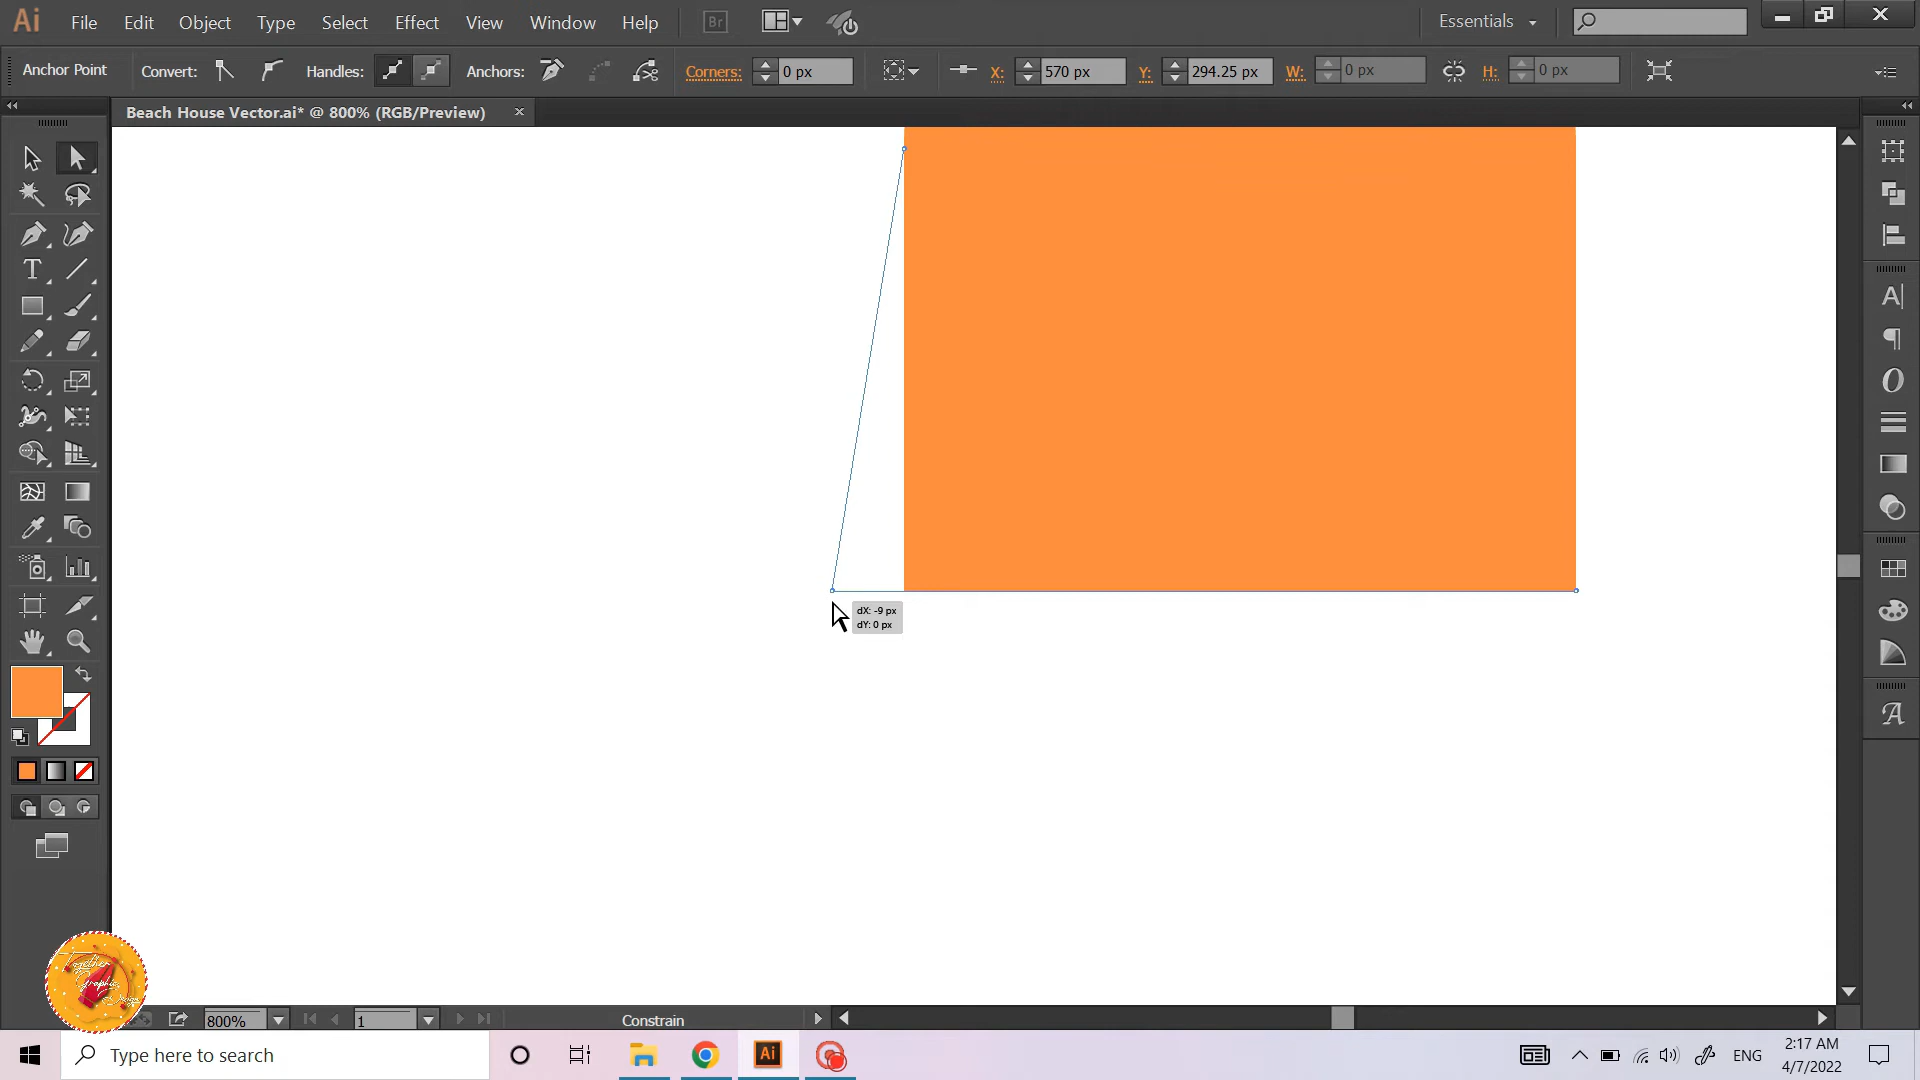 Ai File Edit Object Type Select Effect View Window Help Br Essentials
Anchor Point Convert: Handles: Anchors: Corners: 0 px X: 570 px Y: 294.25 px W: 0 px H: 0 px
Beach House Vector.ai* @ 800% (RGB/Preview)
dX: -9 px
dY: 0 px
Together
Graphic
Design
800% 1 Constrain
Type here to search Ai ENG 2:17 AM
4/7/2022